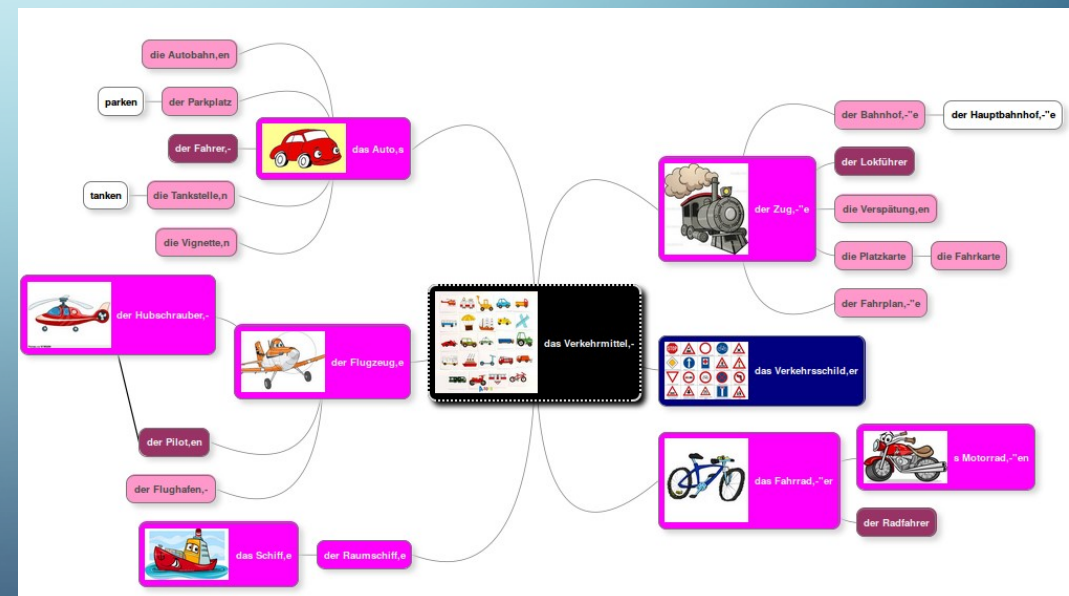 das Verkehrmittel,-
das Auto,s
die Autobahn,en
der Parkplatz
parken
der Fahrer,-
die Tankstelle,n
tanken
die Vignette,n
der Flugzeug,e
der Hubschrauber,-
der Pilot,en
der Flughafen,-
der Raumschiff,e
das Schiff,e
der Zug,-"e
der Bahnhof,-"e
der Hauptbahnhof,-"e
der Lokführer
die Verspätung,en
die Platzkarte
die Fahrkarte
der Fahrplan,-"e
das Verkehrsschild,er
das Fahrrad,-"er
s Motorrad,-"en
der Radfahrer